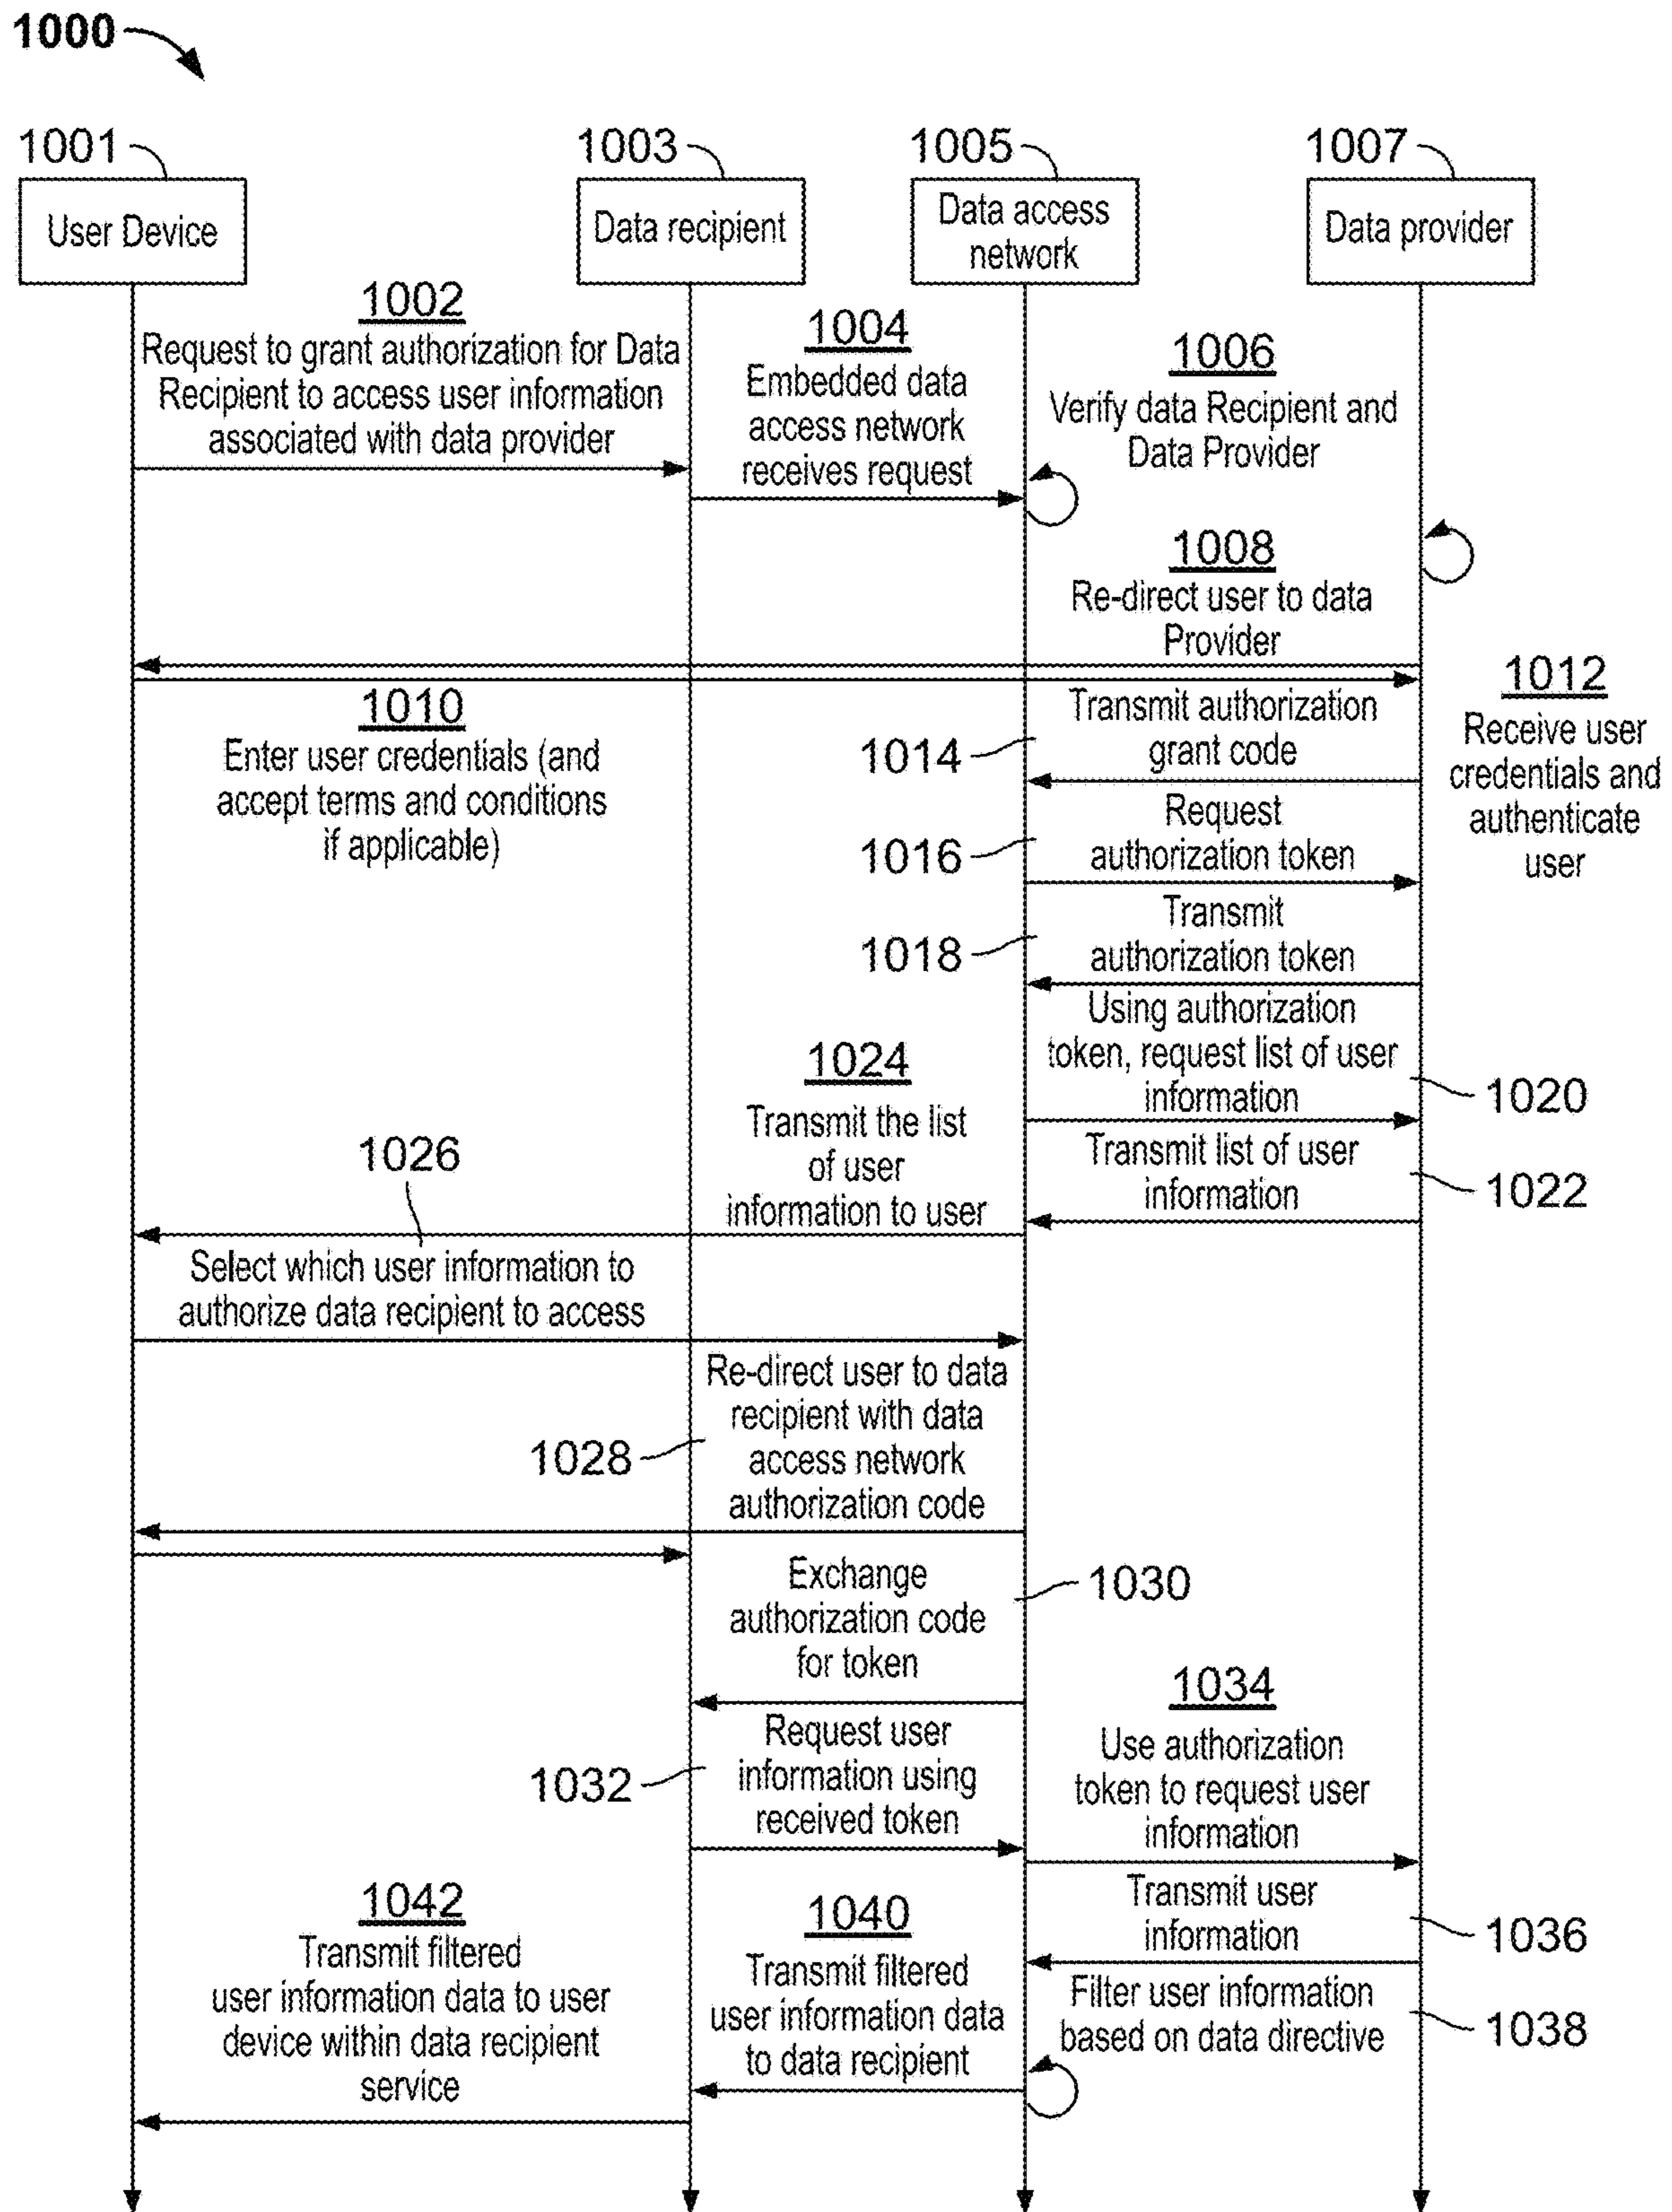 1000
1001
1003
1005
1007
User Device
Data recipient
Data access
network
Data provider
1002
Request to grant authorization for Data
Recipient to access user information
associated with data provider
1004
Embedded data
access network
receives request
1006
Verify data Recipient and
Data Provider
1008
Re-direct user to data
Provider
1010
Enter user credentials (and
accept terms and conditions
if applicable)
1012
Receive user
credentials and
authenticate
user
Transmit authorization
grant code
1014
Request
authorization token
1016
Transmit
authorization token
1018
Using authorization
token, request list of user
information
1020
Transmit list of user
information
1022
1024
Transmit the list
of user
information to user
1026
Select which user information to
authorize data recipient to access
Re-direct user to data
recipient with data
access network
authorization code
1028
Exchange
authorization code
for token
1030
Request user
information using
received token
1032
1034
Use authorization
token to request user
information
Transmit user
information
1036
Filter user information
based on data directive
1038
1040
Transmit filtered
user information data
to data recipient
1042
Transmit filtered
user information data to user
device within data recipient
service